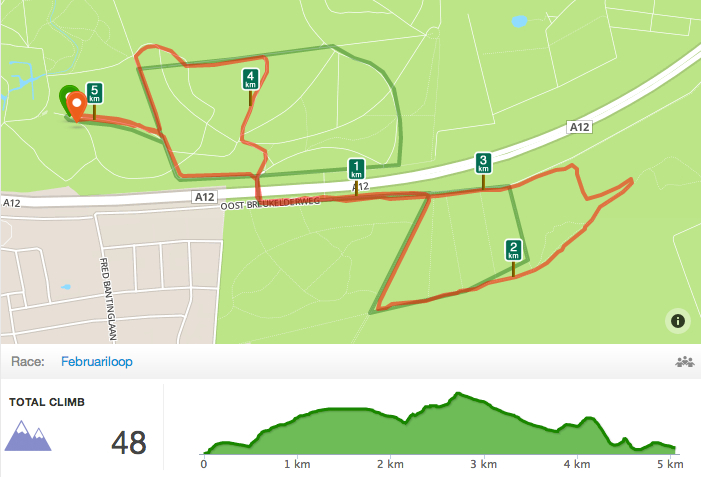 5
km
4
km
A12
3
km
1
km
A12
A12
A12
OOST-BREUKELDERWEG
2
km
FRED BANTINGLAAN
i
Race: Februariloop
TOTAL CLIMB
48
0 1 km 2 km 3 km 4 km 5 km